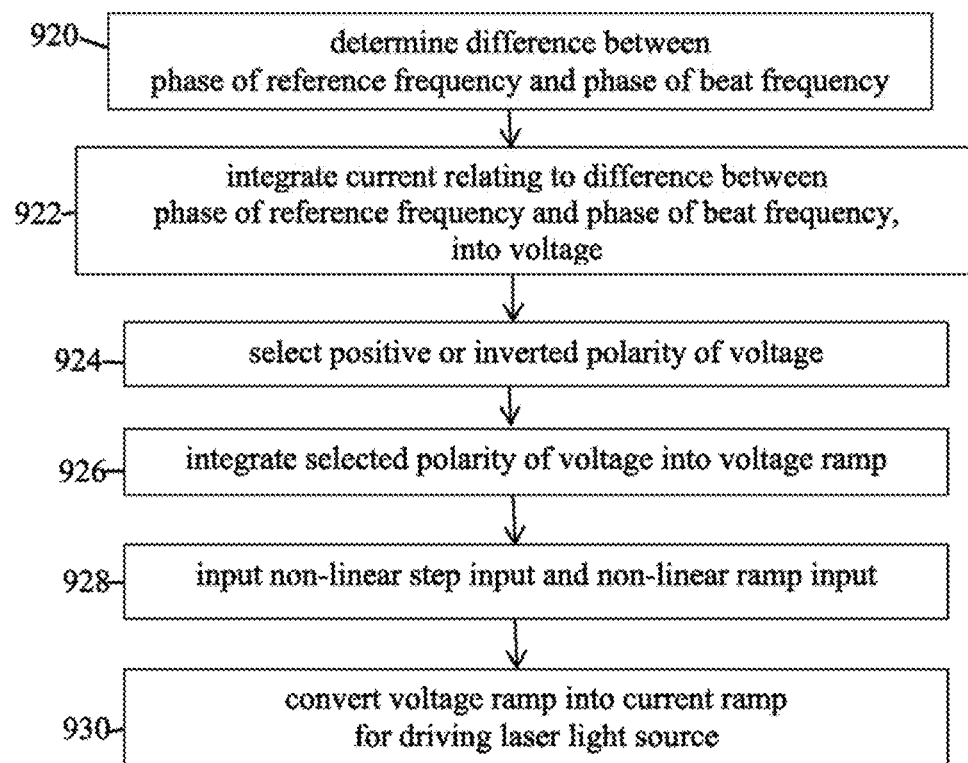 920
determine difference between
phase of reference frequency and phase of beat frequency
922
integrate current relating to difference between
phase of reference frequency and phase of beat frequency,
into voltage
924
select positive or inverted polarity of voltage
926
integrate selected polarity of voltage into voltage ramp
928
input non-linear step input and non-linear ramp input
930
convert voltage ramp into current ramp
for driving laser light source